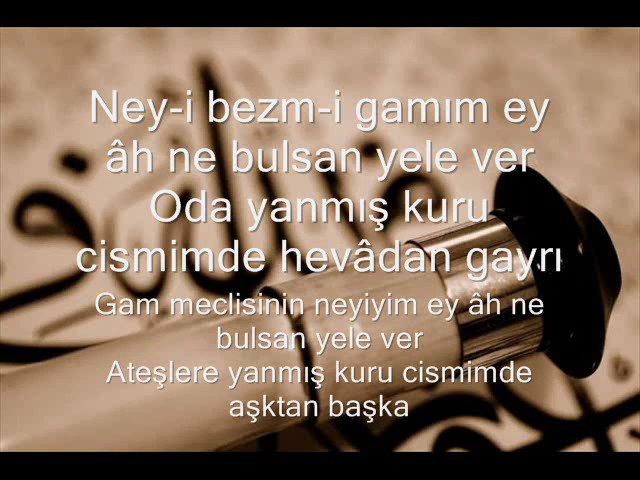 Ney-i bezm-i gamım ey
âh ne bulsan yele ver
Oda yanmış kuru
cismimde hevâdan gayrı
Gam meclisinin neyiyim ey âh ne
bulsan yele ver
Ateşlere yanmış kuru cismimde
aşktan başka